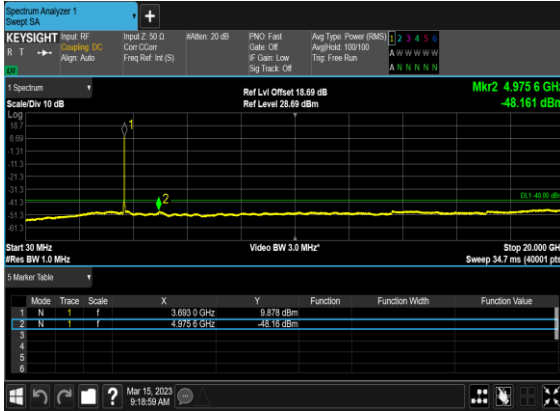 Spectrum Analyzer 1
Swept SA
+
KEYSIGHT
R T
Input: RF
Coupling: DC
Align: Auto
Input Z: 50 Ω
Corr CCorr
Freq Ref: Int (S)
#Atten: 20 dB
PNO: Fast
Gate: Off
IF Gain: Low
Sig Track: Off
Avg Type: Power (RMS)
Avg|Hold: 100/100
Trig: Free Run
1 2 3 4 5 6
A W W W W W
A N N N N N
1 Spectrum
Scale/Div 10 dB
Ref Lvl Offset 18.69 dB
Ref Level 28.69 dBm
Mkr2 4.975 6 GHz
-48.161 dBm
Log
18.7
8.69
-1.31
-11.3
-21.3
-31.3
-41.3
-51.3
-61.3
1
2
DL1 -40.00 dBm
Start 30 MHz
#Res BW 1.0 MHz
Video BW 3.0 MHz*
Stop 20.000 GHz
Sweep 34.7 ms (40001 pts
5 Marker Table
Mode Trace Scale X Y Function Function Width Function Value
1 N 1 f 3.693 0 GHz 9.878 dBm
2 N 1 f 4.975 6 GHz -48.16 dBm
3
4
5
6
?
Mar 15, 2023
9:18:59 AM